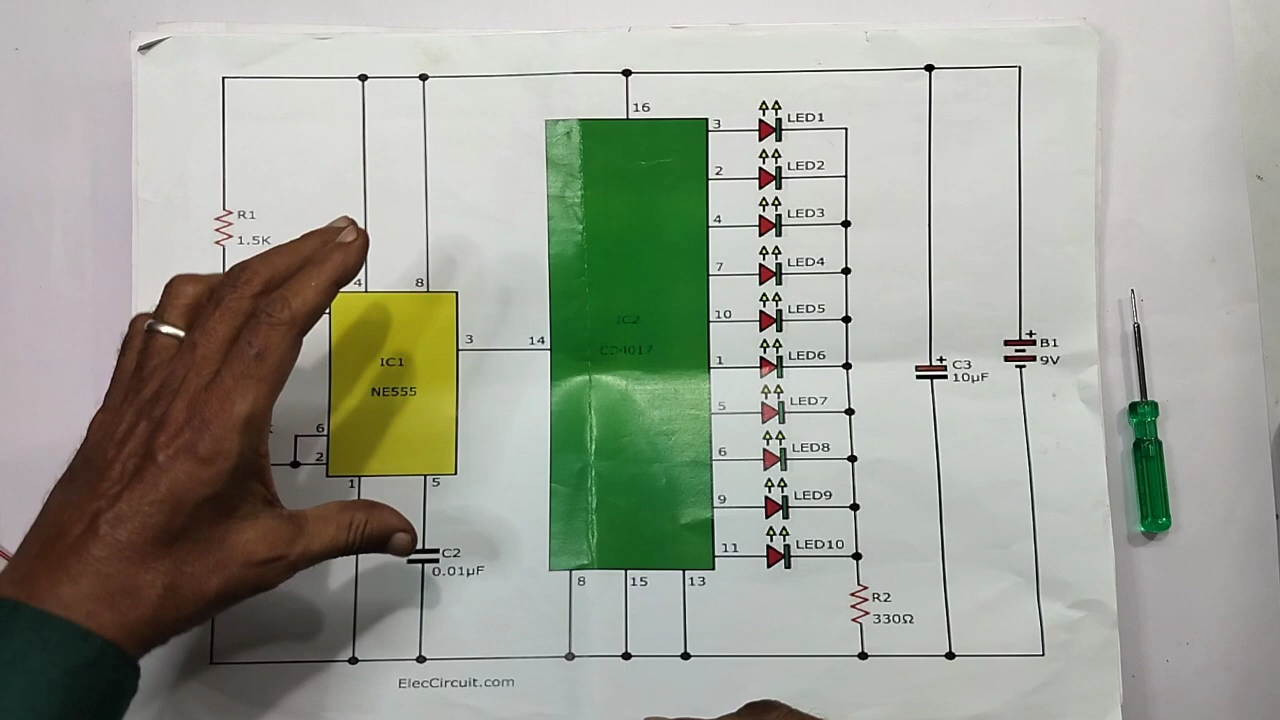 16
3
LED1
2
LED2
4
LED3
7
LED4
10
LED5
1
LED6
5
LED7
6
LED8
9
LED9
11
LED10
R1
1.5K
4
8
IC1
NE555
3
14
IC2
CD4017
6
2
1
5
C2
0.01µF
8
15
13
R2
330Ω
+
C3
10µF
+
B1
9V
ElecCircuit.com